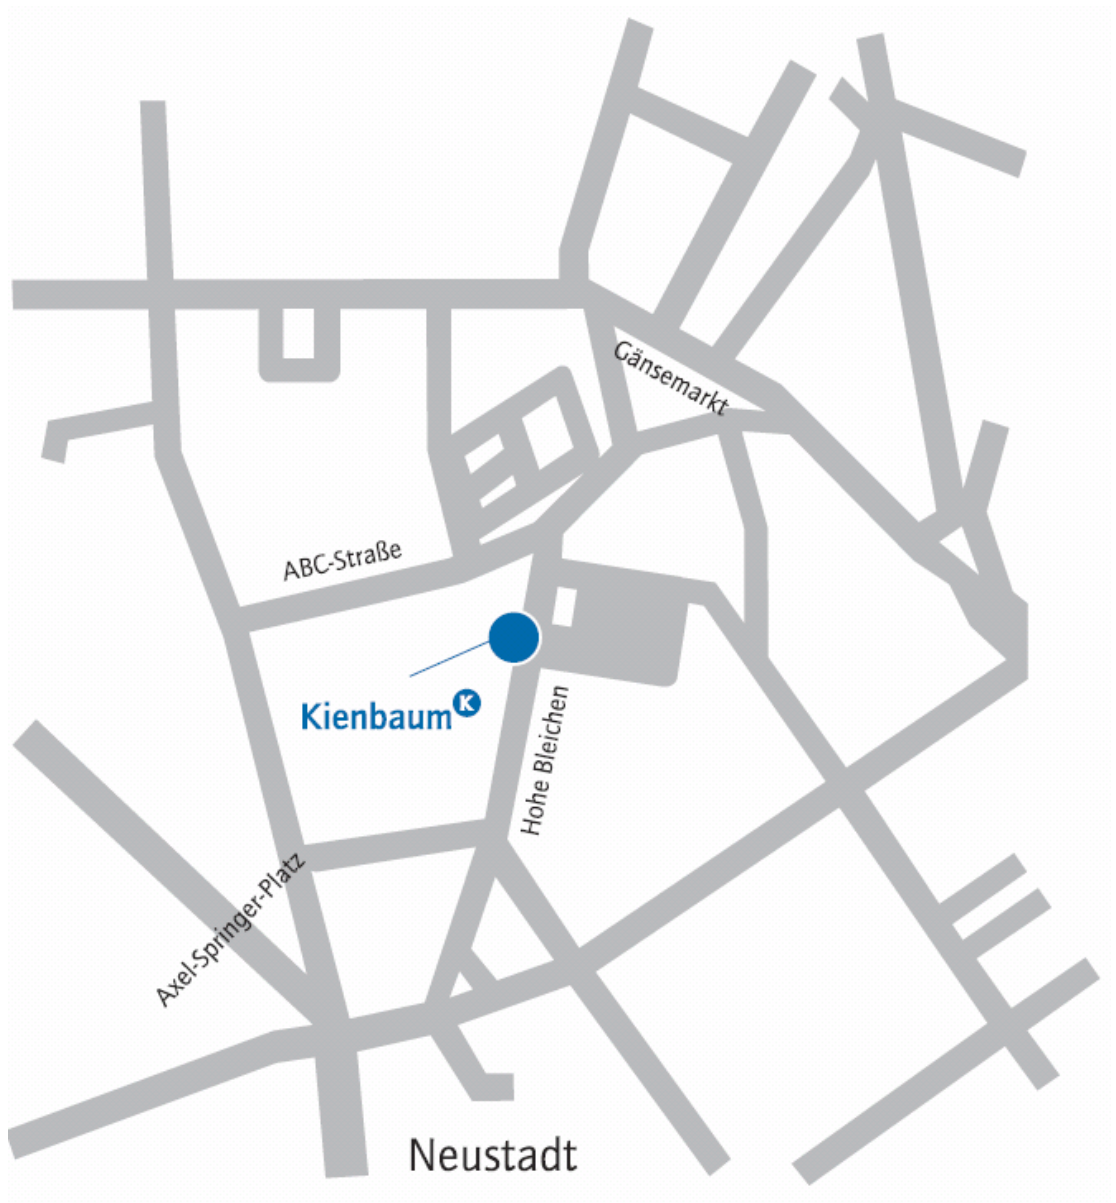 Gänsemarkt
ABC-Straße
Kienbaum K
Hohe Bleichen
Axel-Springer-Platz
Neustadt